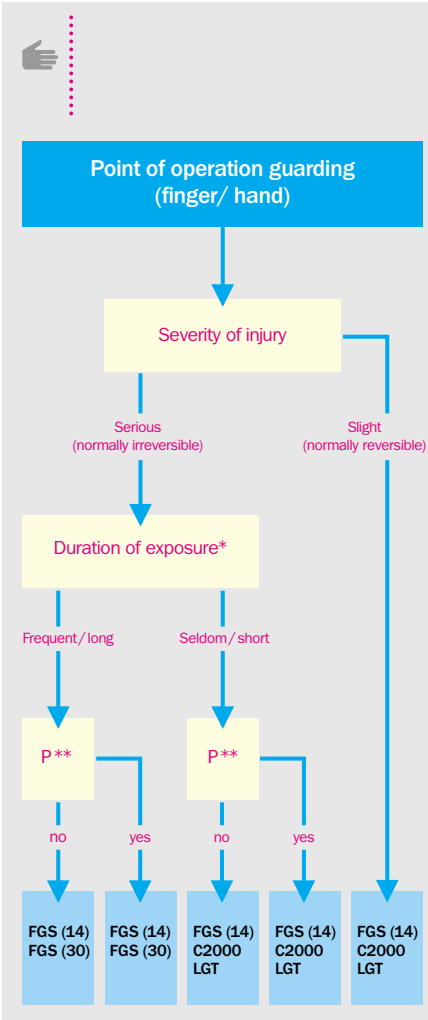 Point of operation guarding
(finger/ hand)
Severity of injury
Serious
(normally irreversible)
Slight
(normally reversible)
Duration of exposure*
Frequent/long
Seldom/short
P**
P**
no
yes
no
yes
FGS (14)
FGS (30)
FGS (14)
FGS (30)
FGS (14)
C2000
LGT
FGS (14)
C2000
LGT
FGS (14)
C2000
LGT